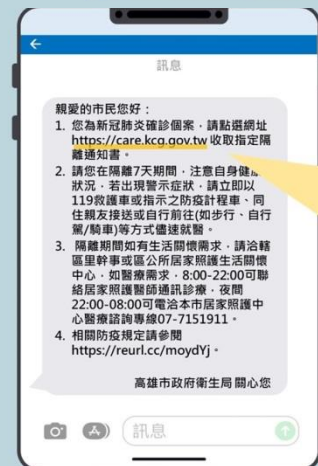 訊息
親愛的市民您好：
1. 您為新冠肺炎確診個案，請點選網址
https://care.kcg.gov.tw 收取指定隔
離通知書。
2. 請您在隔離7天期間，注意自身健康
狀況，若出現警示症狀，請立即以
119救護車或指示之防疫計程車、同
住親友接送或自行前往(如步行、自行
駕/騎車)等方式儘速就醫。
3. 隔離期間如有生活關懷需求，請洽轄
區里幹事或區公所居家照護生活關懷
中心，如醫療需求，8:00-22:00可聯
絡居家照護醫師通訊診療，夜間
22:00-08:00可電洽本市居家照護中
心醫療諮詢專線07-7151911。
4. 相關防疫規定請參閱
https://reurl.cc/moydYj。
高雄市政府衛生局 關心您
訊息